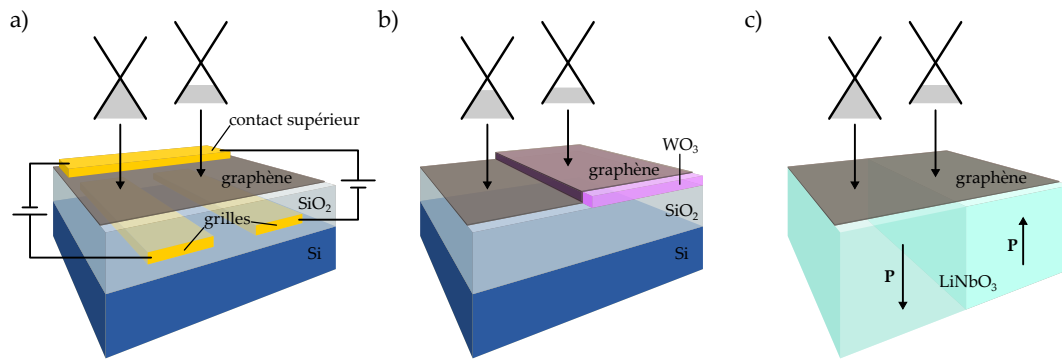 a)
contact supérieur
graphène
SiO2
grilles
Si
b)
WO3
graphène
SiO2
Si
c)
graphène
P
P
LiNbO3